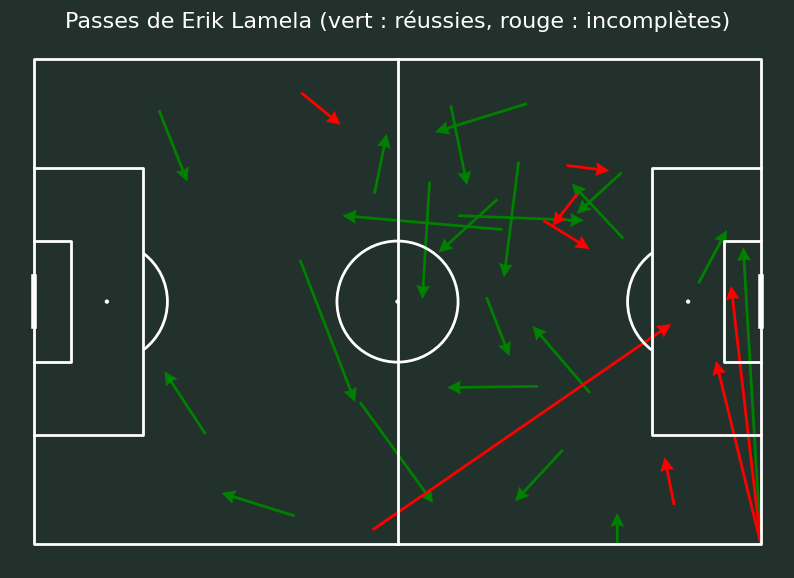 Passes de Erik Lamela (vert : réussies, rouge : incomplètes)